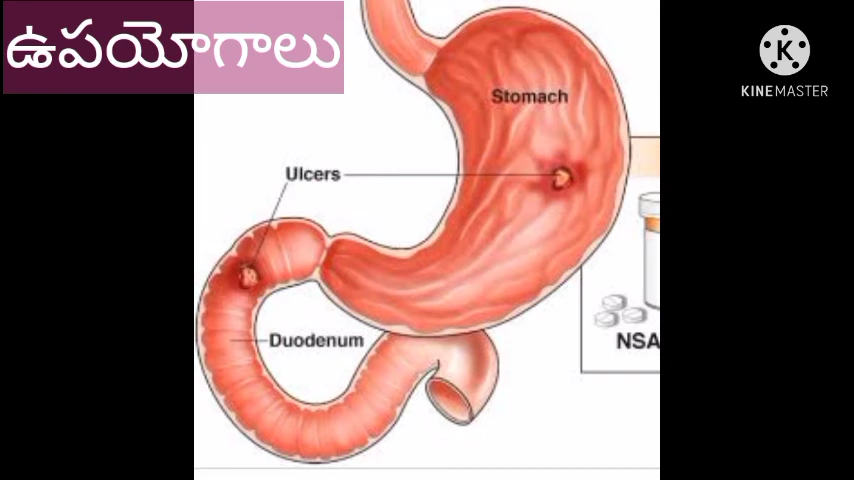 ఉపయోగాలు
K
KINEMASTER
Stomach
Ulcers
Duodenum
NSA